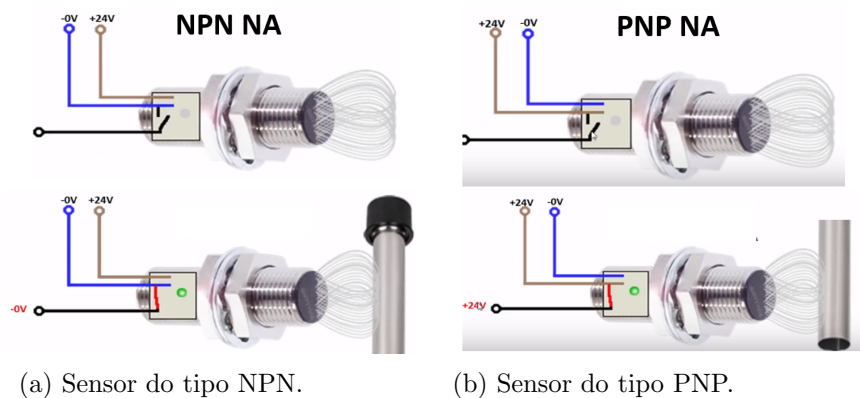 NPN NA
-0V +24V
PNP NA
+24V -0V
-0V +24V
-0V
+24V -0V
+24V
(a) Sensor do tipo NPN.
(b) Sensor do tipo PNP.